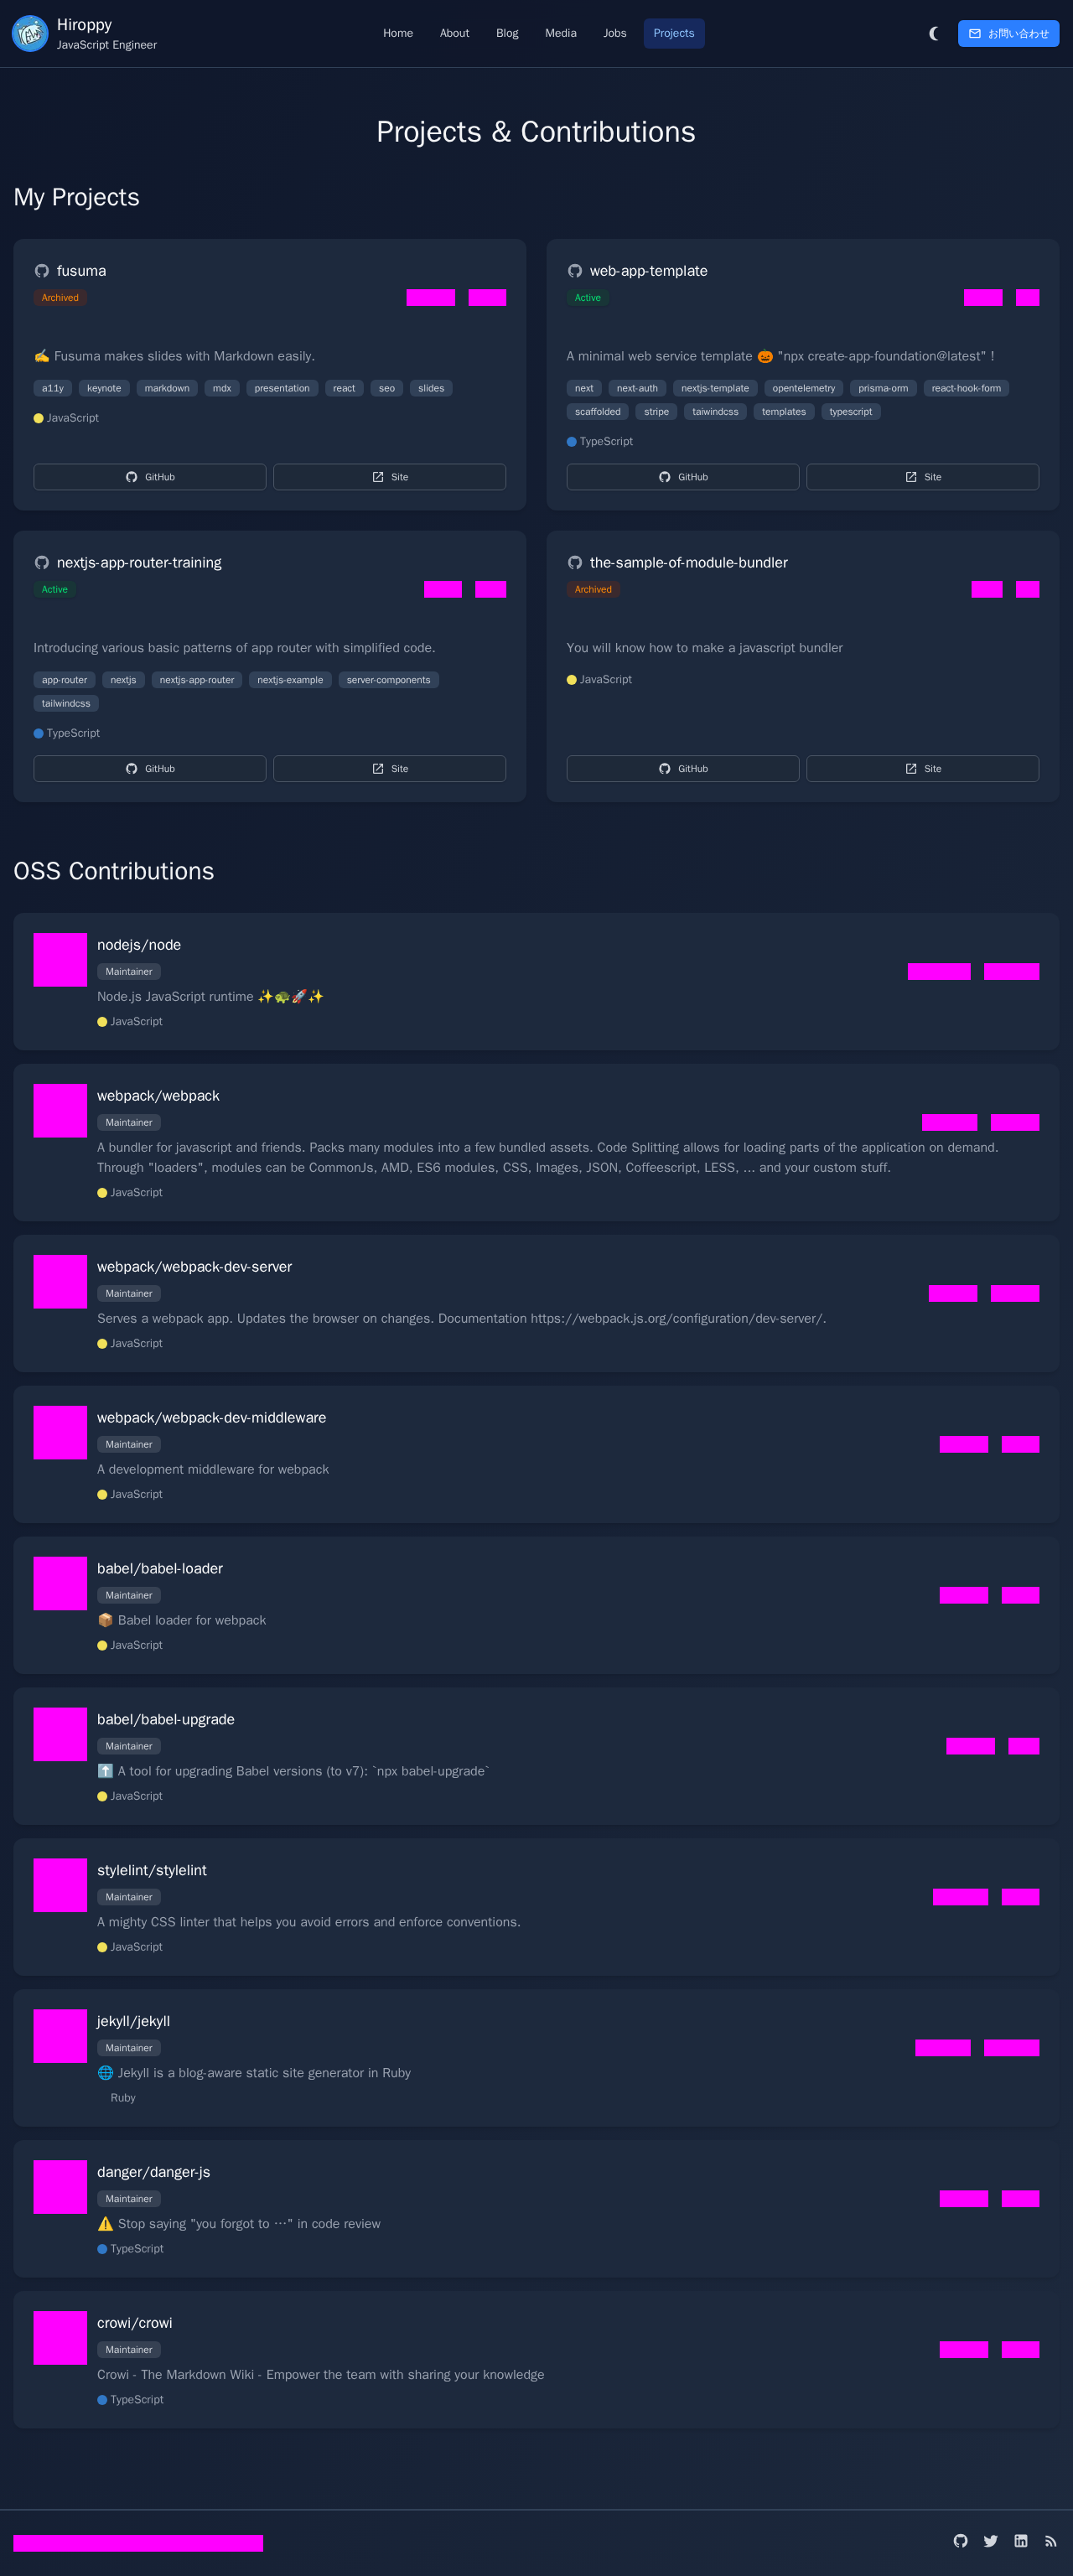 Hiroppy
JavaScript Engineer
Home About Blog Media Jobs Projects
お問い合わせ
Projects & Contributions
My Projects
fusuma
Archived
✍️ Fusuma makes slides with Markdown easily.
a11y keynote markdown mdx presentation react seo slides
JavaScript
GitHub Site
web-app-template
Active
A minimal web service template 🎃 "npx create-app-foundation@latest" !
next next-auth nextjs-template opentelemetry prisma-orm react-hook-form
scaffolded stripe taiwindcss templates typescript
TypeScript
GitHub Site
nextjs-app-router-training
Active
Introducing various basic patterns of app router with simplified code.
app-router nextjs nextjs-app-router nextjs-example server-components
tailwindcss
TypeScript
GitHub Site
the-sample-of-module-bundler
Archived
You will know how to make a javascript bundler
JavaScript
GitHub Site
OSS Contributions
nodejs/node
Maintainer
Node.js JavaScript runtime ✨🐢🚀✨
JavaScript
webpack/webpack
Maintainer
A bundler for javascript and friends. Packs many modules into a few bundled assets. Code Splitting allows for loading parts of the application on demand.
Through "loaders", modules can be CommonJs, AMD, ES6 modules, CSS, Images, JSON, Coffeescript, LESS, ... and your custom stuff.
JavaScript
webpack/webpack-dev-server
Maintainer
Serves a webpack app. Updates the browser on changes. Documentation https://webpack.js.org/configuration/dev-server/.
JavaScript
webpack/webpack-dev-middleware
Maintainer
A development middleware for webpack
JavaScript
babel/babel-loader
Maintainer
📦 Babel loader for webpack
JavaScript
babel/babel-upgrade
Maintainer
⬆️ A tool for upgrading Babel versions (to v7): `npx babel-upgrade`
JavaScript
stylelint/stylelint
Maintainer
A mighty CSS linter that helps you avoid errors and enforce conventions.
JavaScript
jekyll/jekyll
Maintainer
🌐 Jekyll is a blog-aware static site generator in Ruby
Ruby
danger/danger-js
Maintainer
⚠️ Stop saying "you forgot to …" in code review
TypeScript
crowi/crowi
Maintainer
Crowi - The Markdown Wiki - Empower the team with sharing your knowledge
TypeScript